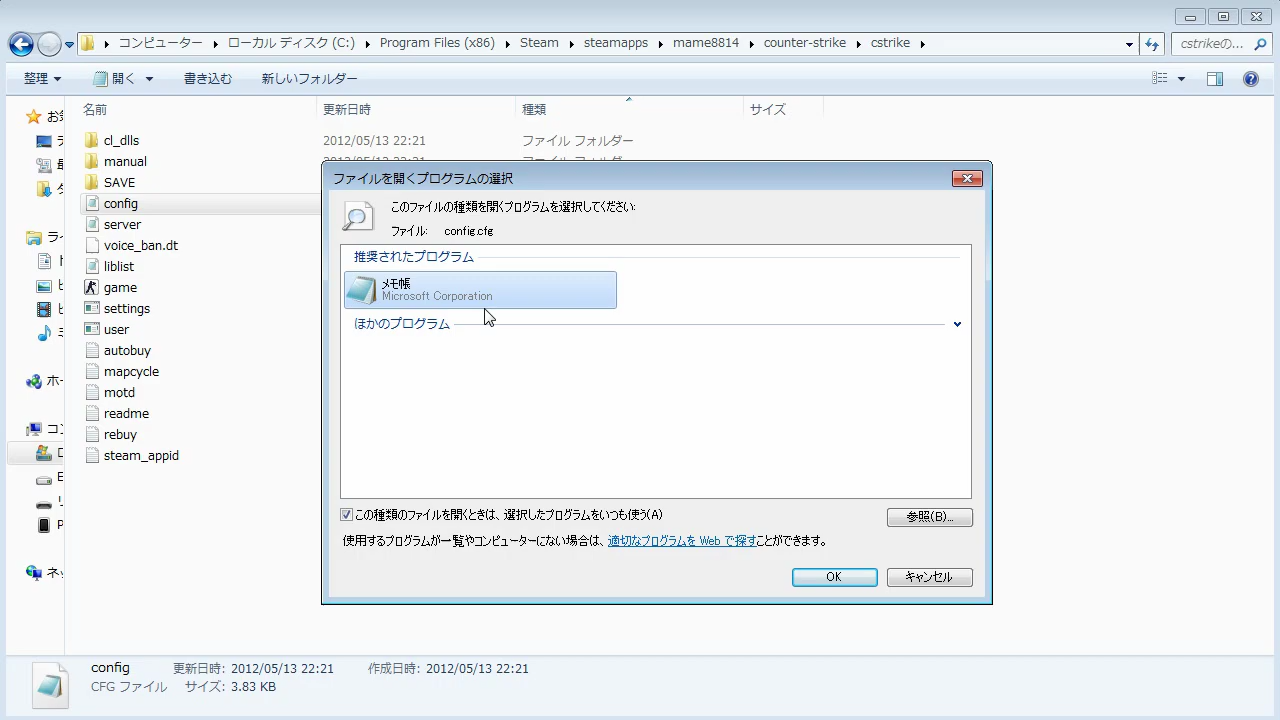 コンピューター ローカル ディスク (C:) Program Files (x86) Steam steamapps mame8814 counter-strike cstrike
cstrikeの...
整理 開く 書き込む 新しいフォルダー
名前 更新日時 種類 サイズ
cl_dlls 2012/05/13 22:21 ファイル フォルダー
manual
SAVE
config
server
voice_ban.dt
liblist
game
settings
user
autobuy
mapcycle
motd
readme
rebuy
steam_appid
ファイルを開くプログラムの選択
このファイルの種類を開くプログラムを選択してください:
ファイル: config.cfg
推奨されたプログラム
メモ帳
Microsoft Corporation
ほかのプログラム
この種類のファイルを開くときは、選択したプログラムをいつも使う(A)
参照(B)...
使用するプログラムが一覧やコンピューターにない場合は、適切なプログラムを Web で探すことができます。
OK キャンセル
config 更新日時: 2012/05/13 22:21 作成日時: 2012/05/13 22:21
CFG ファイル サイズ: 3.83 KB